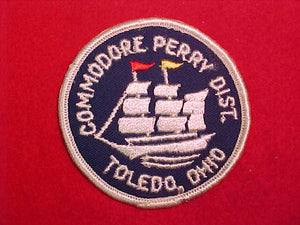 COMMODORE PERRY DIST.
TOLEDO, OHIO